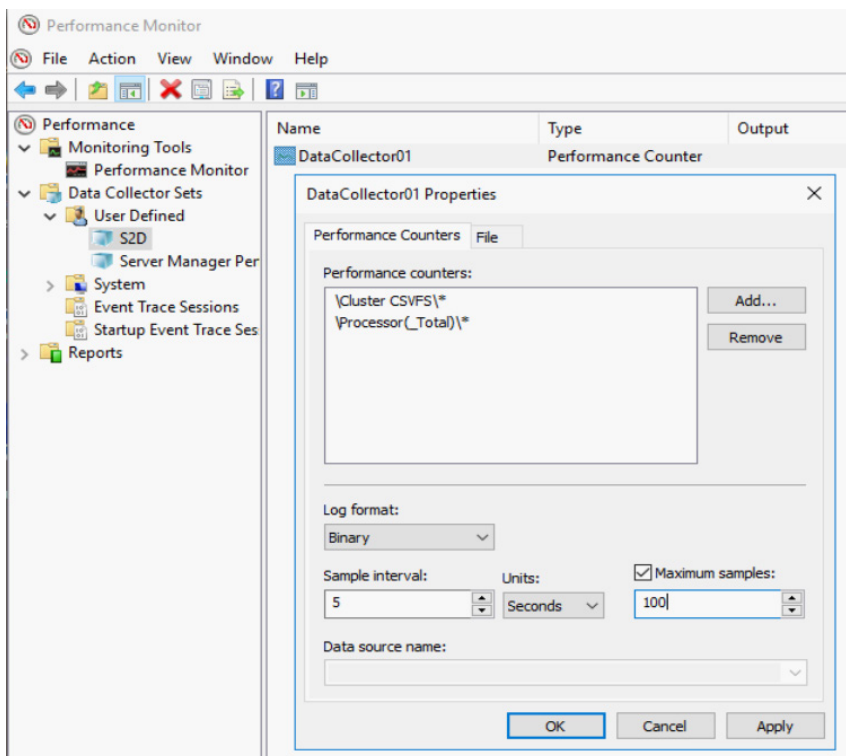 Performance Monitor
File Action View Window Help
Performance
Monitoring Tools
Performance Monitor
Data Collector Sets
User Defined
S2D
Server Manager Per
System
Event Trace Sessions
Startup Event Trace Ses
Reports
Name Type Output
DataCollector01 Performance Counter
DataCollector01 Properties
Performance Counters File
Performance counters:
\Cluster CSVFS\*
\Processor(_Total)\*
Add...
Remove
Log format:
Binary
Sample interval: Units: Maximum samples:
5 Seconds 100
Data source name:
OK Cancel Apply